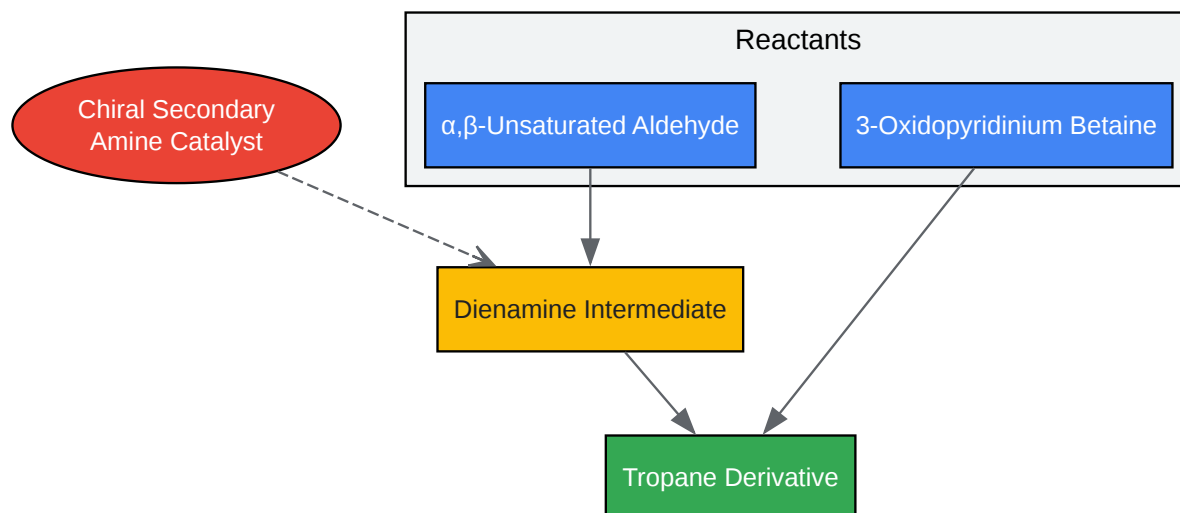 Reactants
Chiral Secondary
Amine Catalyst
α,β-Unsaturated Aldehyde
3-Oxidopyridinium Betaine
Dienamine Intermediate
Tropane Derivative